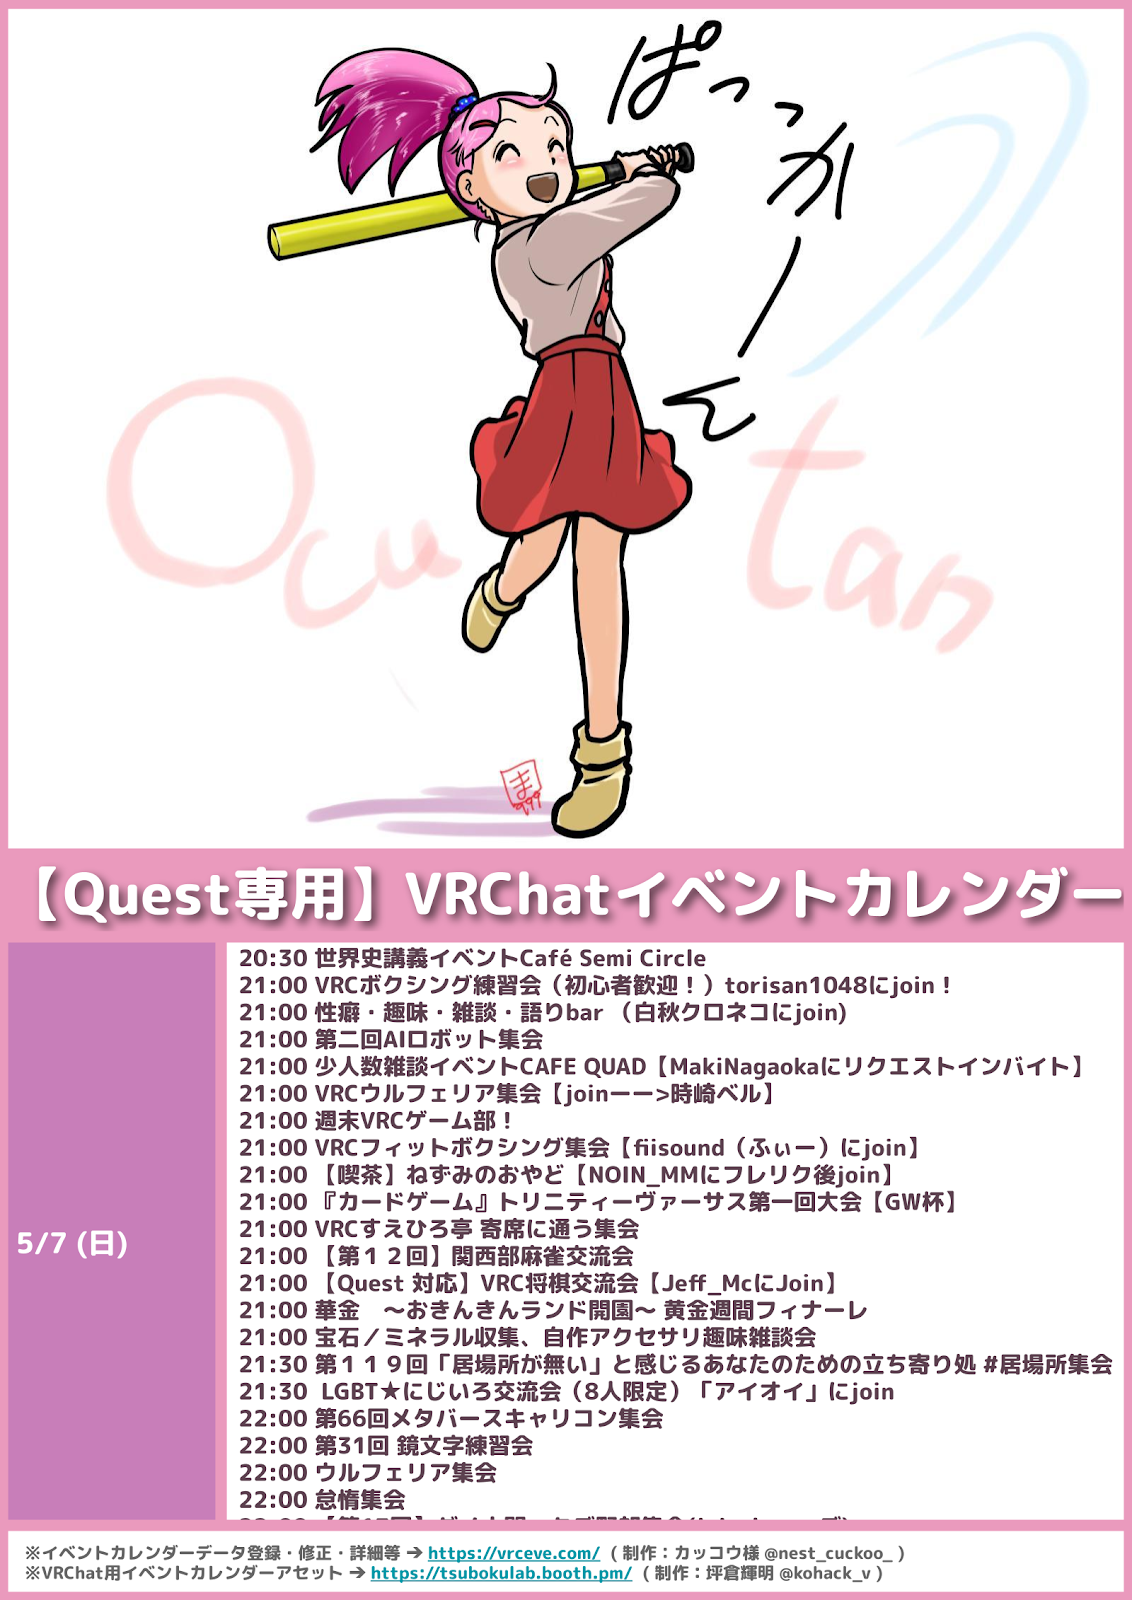 ぱっっかーん
Ocu tan
ま
999
【Quest専用】VRChatイベントカレンダー
5/7 (日)
20:30 世界史講義イベントCafé Semi Circle
21:00 VRCボクシング練習会（初心者歓迎！）torisan1048にjoin！
21:00 性癖・趣味・雑談・語りbar （白秋クロネコにjoin)
21:00 第二回AIロボット集会
21:00 少人数雑談イベントCAFE QUAD【MakiNagaokaにリクエストインバイト】
21:00 VRCウルフェリア集会【joinーー>時崎ベル】
21:00 週末VRCゲーム部！
21:00 VRCフィットボクシング集会【fiisound（ふぃー）にjoin】
21:00 【喫茶】ねずみのおやど【NOIN_MMにフレリク後join】
21:00 『カードゲーム』トリニティーヴァーサス第一回大会【GW杯】
21:00 VRCすえひろ亭 寄席に通う集会
21:00 【第１２回】関西部麻雀交流会
21:00 【Quest 対応】VRC将棋交流会【Jeff_McにJoin】
21:00 華金　～おきんきんランド開園～ 黄金週間フィナーレ
21:00 宝石／ミネラル収集、自作アクセサリ趣味雑談会
21:30 第１１９回「居場所が無い」と感じるあなたのための立ち寄り処 #居場所集会
21:30 LGBT★にじいろ交流会（8人限定）「アイオイ」にjoin
22:00 第66回メタバースキャリコン集会
22:00 第31回 鏡文字練習会
22:00 ウルフェリア集会
22:00 怠惰集会
※イベントカレンダーデータ登録・修正・詳細等 ➔ https://vrceve.com/ （ 制作：カッコウ様 @nest_cuckoo_ ）
※VRChat用イベントカレンダーアセット ➔ https://tsubokulab.booth.pm/ （ 制作：坪倉輝明 @kohack_v ）